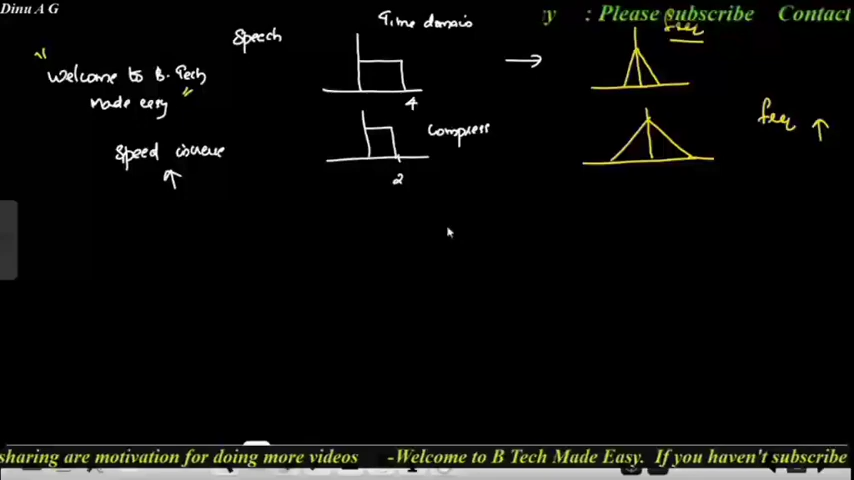 Dinu A G
y : Please subscribe Contact
Time domain
freq
Speech
"Welcome to B.Tech
made easy"
4
freq ↑
Compress
Speed
2
sharing are motivation for doing more videos -Welcome to B Tech Made Easy. If you haven't subscribe